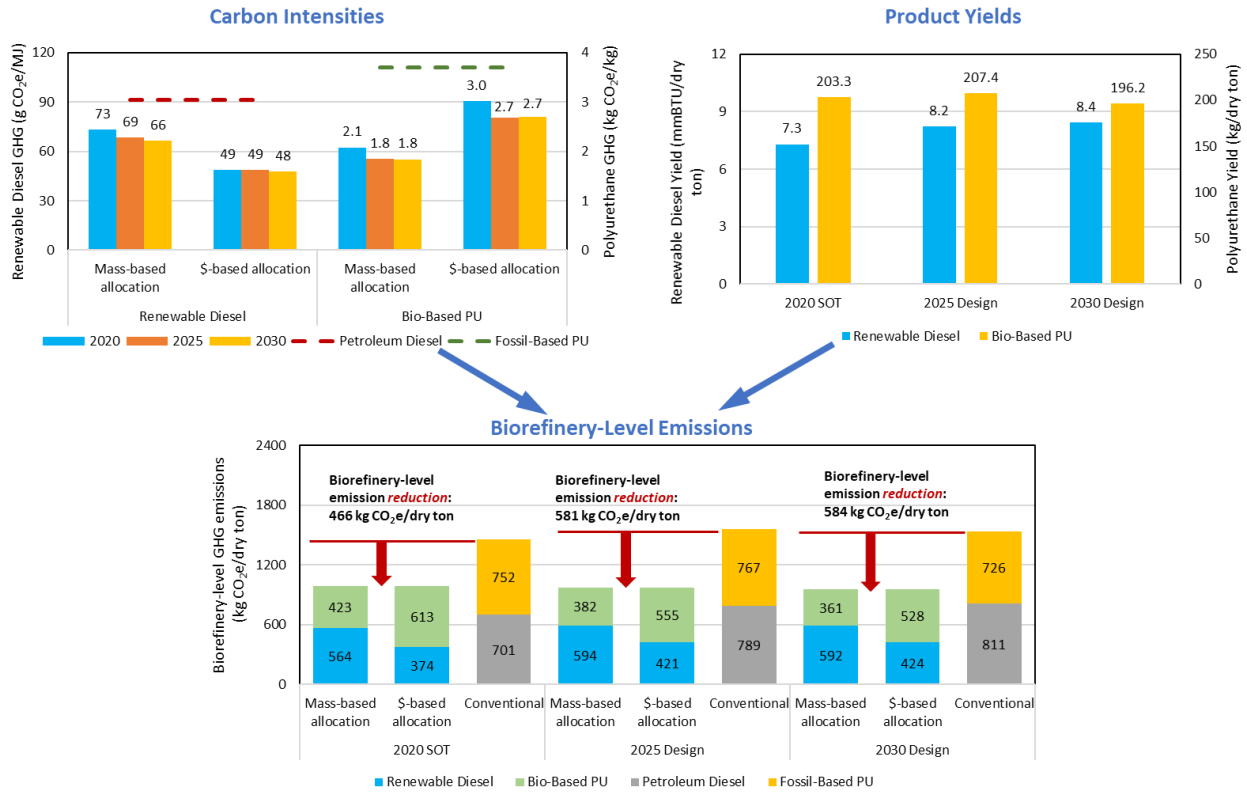 Carbon Intensities
Renewable Diesel GHG (g CO₂e/MJ)
120
90
60
30
0
73
69
66
49
49
48
2.1
1.8
1.8
3.0
2.7
2.7
4
3
2
1
0
Polyurethane GHG (kg CO₂e/kg)
Mass-based
allocation
$-based allocation
Mass-based
allocation
$-based allocation
Renewable Diesel
Bio-Based PU
2020
2025
2030
Petroleum Diesel
Fossil-Based PU
Product Yields
Renewable Diesel Yield (mmBTU/dry
ton)
12
9
6
3
0
7.3
203.3
8.2
207.4
8.4
196.2
250
200
150
100
50
0
Polyurethane Yield (kg/dry ton)
2020 SOT
2025 Design
2030 Design
Renewable Diesel
Bio-Based PU
Biorefinery-Level Emissions
Biorefinery-level GHG emissions
(kg CO₂e/dry ton)
2400
1800
1200
600
0
Biorefinery-level
emission reduction:
466 kg CO₂e/dry ton
Biorefinery-level
emission reduction:
581 kg CO₂e/dry ton
Biorefinery-level
emission reduction:
584 kg CO₂e/dry ton
423
564
613
374
752
701
382
594
555
421
767
789
361
592
528
424
726
811
Mass-based
allocation
$-based
allocation
Conventional
Mass-based
allocation
$-based
allocation
Conventional
Mass-based
allocation
$-based
allocation
Conventional
2020 SOT
2025 Design
2030 Design
Renewable Diesel
Bio-Based PU
Petroleum Diesel
Fossil-Based PU